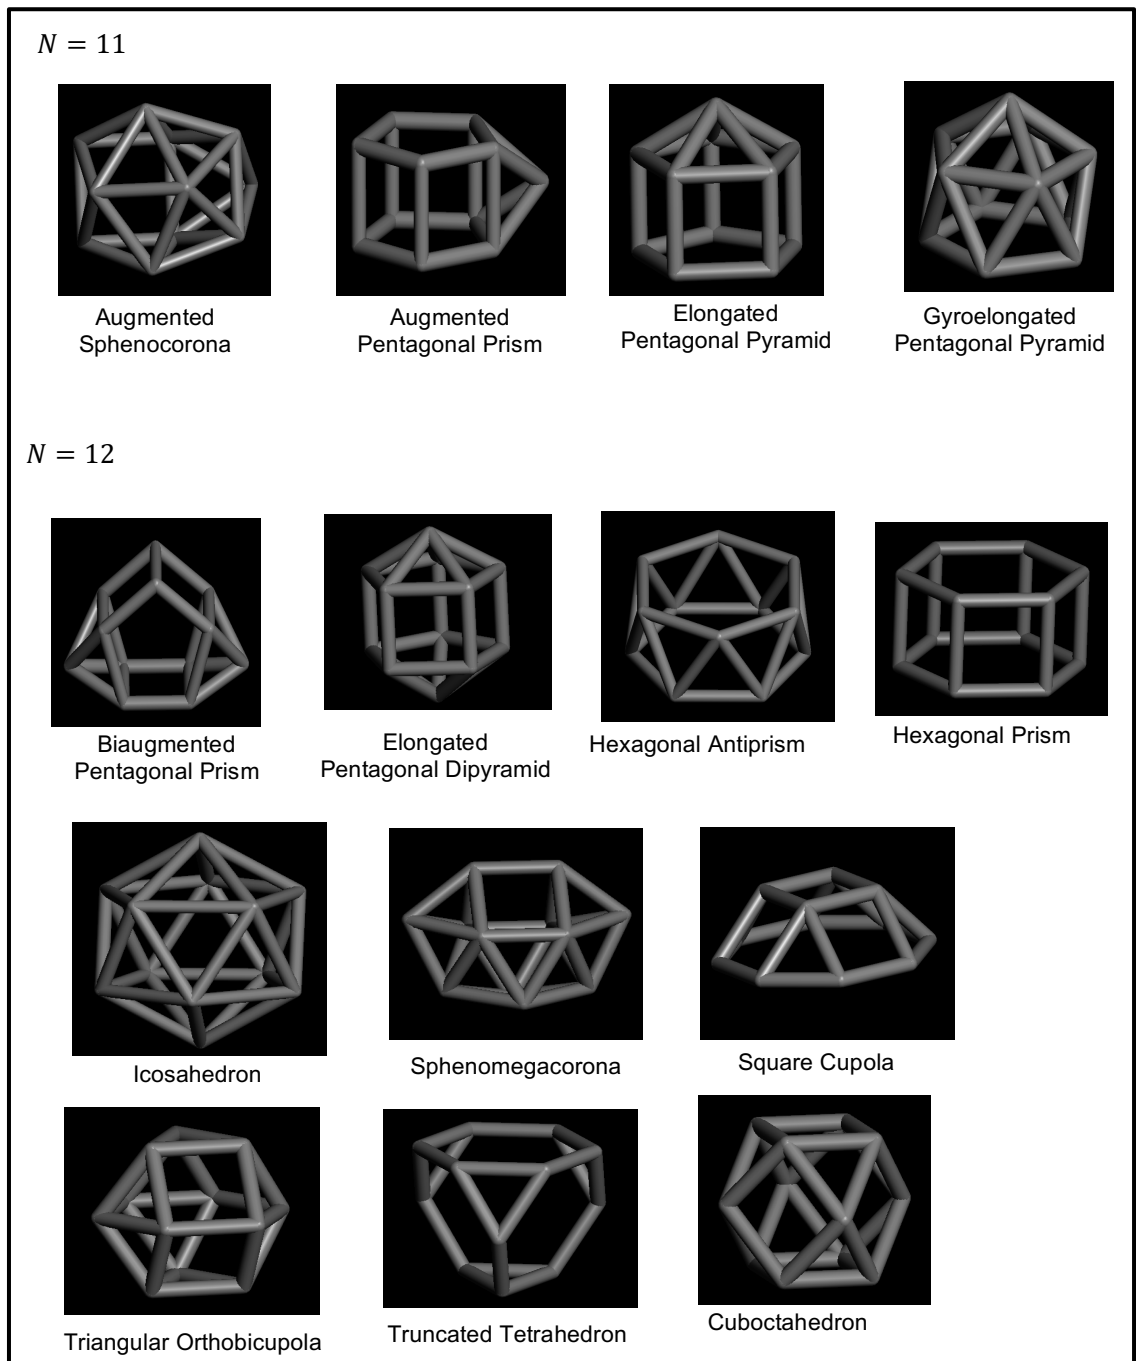 N = 11
Augmented
Sphenocorona
Augmented
Pentagonal Prism
Elongated
Pentagonal Pyramid
Gyroelongated
Pentagonal Pyramid
N = 12
Biaugmented
Pentagonal Prism
Elongated
Pentagonal Dipyramid
Hexagonal Antiprism
Hexagonal Prism
Icosahedron
Sphenomegacorona
Square Cupola
Triangular Orthobicupola
Truncated Tetrahedron
Cuboctahedron